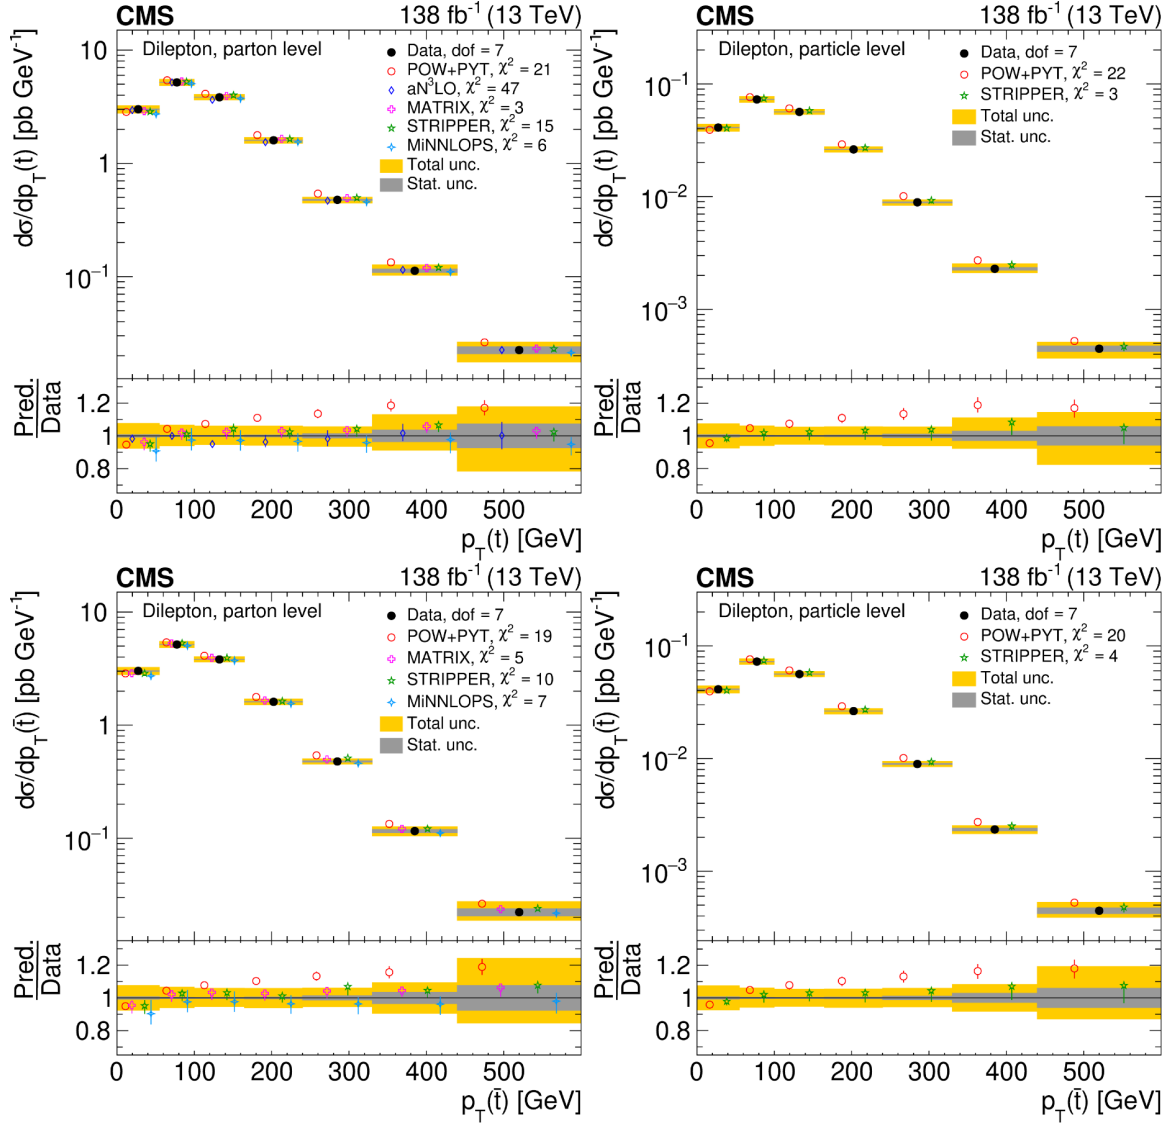 CMS 138 fb⁻¹ (13 TeV)
dσ/dp_T(t) [pb GeV⁻¹]
10
1
10⁻¹
Dilepton, parton level
Data, dof = 7
POW+PYT, χ² = 21
aN³LO, χ² = 47
MATRIX, χ² = 3
STRIPPER, χ² = 15
MiNNLOPS, χ² = 6
Total unc.
Stat. unc.
Pred.
Data
1.2
1
0.8
0 100 200 300 400 500
p_T(t) [GeV]
CMS 138 fb⁻¹ (13 TeV)
dσ/dp_T(t) [pb GeV⁻¹]
10⁻¹
10⁻²
10⁻³
Dilepton, particle level
Data, dof = 7
POW+PYT, χ² = 22
STRIPPER, χ² = 3
Total unc.
Stat. unc.
Pred.
Data
1.2
1
0.8
0 100 200 300 400 500
p_T(t) [GeV]
CMS 138 fb⁻¹ (13 TeV)
dσ/dp_T(t̄) [pb GeV⁻¹]
10
1
10⁻¹
Dilepton, parton level
Data, dof = 7
POW+PYT, χ² = 19
MATRIX, χ² = 5
STRIPPER, χ² = 10
MiNNLOPS, χ² = 7
Total unc.
Stat. unc.
Pred.
Data
1.2
1
0.8
0 100 200 300 400 500
p_T(t̄) [GeV]
CMS 138 fb⁻¹ (13 TeV)
dσ/dp_T(t̄) [pb GeV⁻¹]
10⁻¹
10⁻²
10⁻³
Dilepton, particle level
Data, dof = 7
POW+PYT, χ² = 20
STRIPPER, χ² = 4
Total unc.
Stat. unc.
Pred.
Data
1.2
1
0.8
0 100 200 300 400 500
p_T(t̄) [GeV]